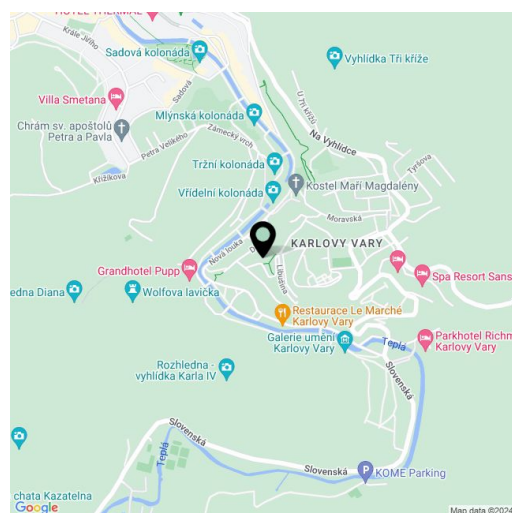 HOTEL THERMAL
Krále Jiřího
Sadová kolonáda
Vyhlídka Tři kříže
Villa Smetana
Sadová
U Tří křížů
Mlýnská kolonáda
Chrám sv. apoštolů
Petra a Pavla
Zámecký vrch
Na Vyhlídce
Petra Velikého
Tržní kolonáda
Tyršova
Křižíkova
Vřídelní kolonáda
Kostel Maří Magdalény
Moravská
Nová louka
D
KARLOVY VARY
Grandhotel Pupp
Libušina
Spa Resort Sans
edna Diana
Wolfova lavička
Restaurace Le Marché
Karlovy Vary
Galerie umění
Karlovy Vary
Teplá
Parkhotel Richm
Karlovy Vary
Rozhledna -
vyhlídka Karla IV
Slovenská
Slovenská
Teplá
Slovenská
KOME Parking
chata Kazatelna
Google
Map data ©2024